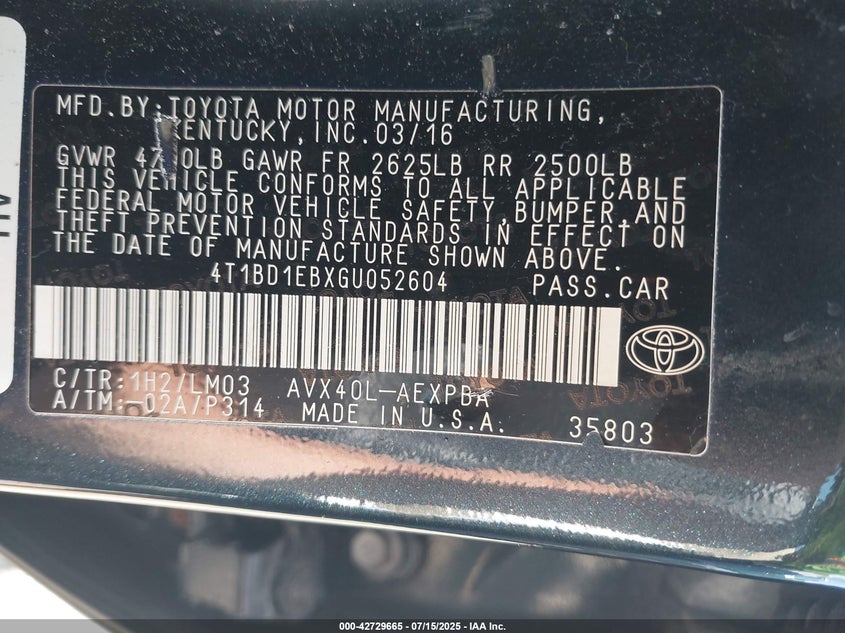 MFD. BY: TOYOTA MOTOR MANUFACTURING,
KENTUCKY, INC. 03/16
GAWR FR 2625LB RR 2500LB
THIS VEHICLE CONFORMS TO ALL APPLICABLE
FEDERAL MOTOR VEHICLE SAFETY, BUMPER, AND
THEFT PREVENTION STANDARDS IN EFFECT ON
THE DATE OF MANUFACTURE SHOWN ABOVE.
4T1BD1EBXGU052604 PASS. CAR
C/TR: 1H2/LM03 AVX40L-AEXPBA
A/TM: -02A/P314 MADE IN U.S.A. 35803
000-42729665 - 07/15/2025 - IAA Inc.